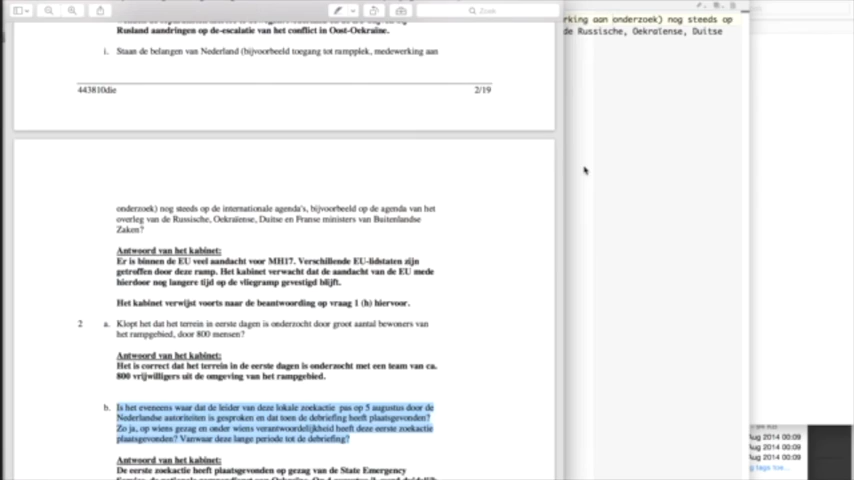 Zoek
Rusland aandringen op de-escalatie van het conflict in Oost-Oekraïne.
i. Staan de belangen van Nederland (bijvoorbeeld toegang tot rampplek, medewerking aan
443810die 2/19
onderzoek) nog steeds op de internationale agenda's, bijvoorbeeld op de agenda van het
overleg van de Russische, Oekraïense, Duitse en Franse ministers van Buitenlandse
Zaken?
Antwoord van het kabinet:
Er is binnen de EU veel aandacht voor MH17. Verschillende EU-lidstaten zijn
getroffen door deze ramp. Het kabinet verwacht dat de aandacht van de EU mede
hierdoor nog langere tijd op de vliegramp gevestigd blijft.
Het kabinet verwijst voorts naar de beantwoording op vraag 1 (h) hiervoor.
2 a. Klopt het dat het terrein in eerste dagen is onderzocht door groot aantal bewoners van
het rampgebied, door 800 mensen?
Antwoord van het kabinet:
Het is correct dat het terrein in de eerste dagen is onderzocht met een team van ca.
800 vrijwilligers uit de omgeving van het rampgebied.
b. Is het eveneens waar dat de leider van deze lokale zoekactie pas op 5 augustus door de
Nederlandse autoriteiten is gesproken en dat toen de debriefing heeft plaatsgevonden?
Zo ja, op wiens gezag en onder wiens verantwoordelijkheid heeft deze eerste zoekactie
plaatsgevonden? Vanwaar deze lange periode tot de debriefing?
Antwoord van het kabinet:
De eerste zoekactie heeft plaatsgevonden op gezag van de State Emergency
rking aan onderzoek) nog steeds op
de Russische, Oekraïense, Duitse
Aug 2014 00:09
Aug 2014 00:09
Aug 2014 00:09